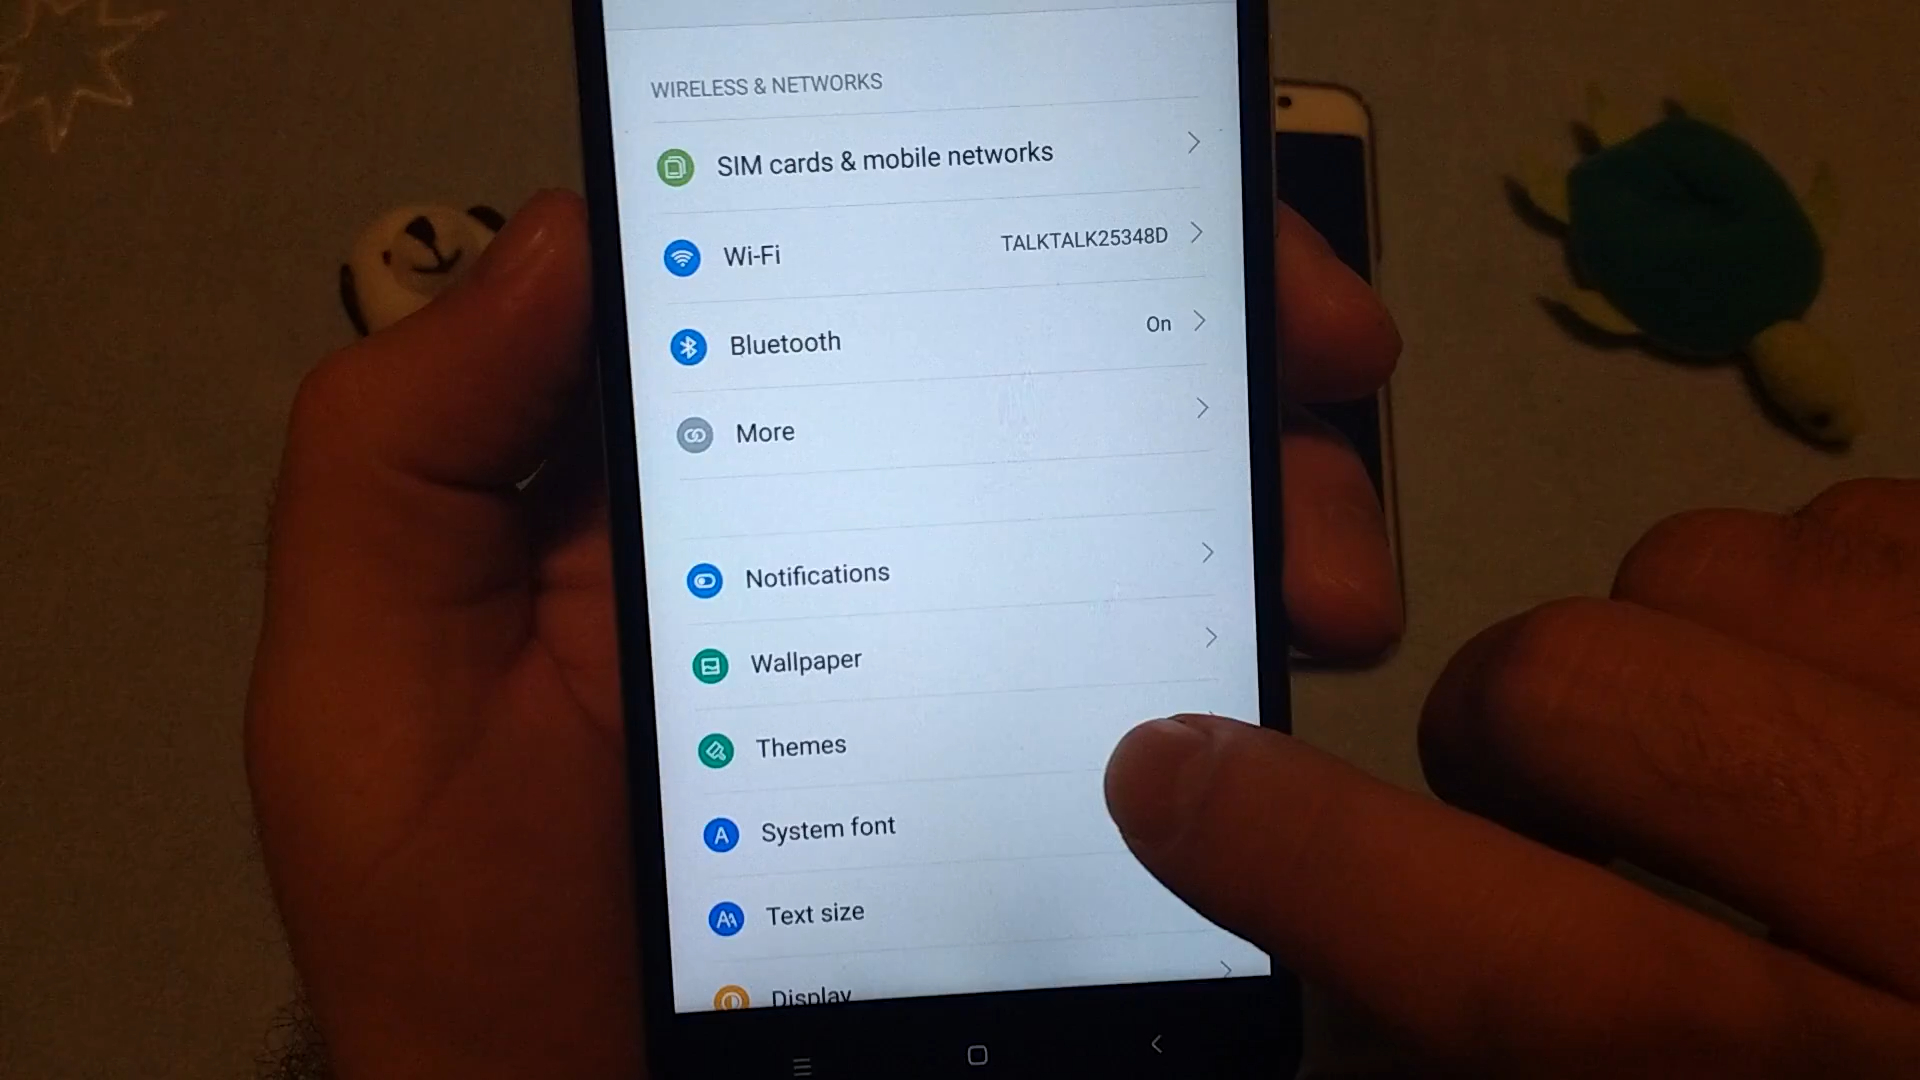 WIRELESS & NETWORKS
SIM cards & mobile networks
Wi-Fi TALKTALK25348D
Bluetooth On
More
Notifications
Wallpaper
Themes
System font
Text size
Display